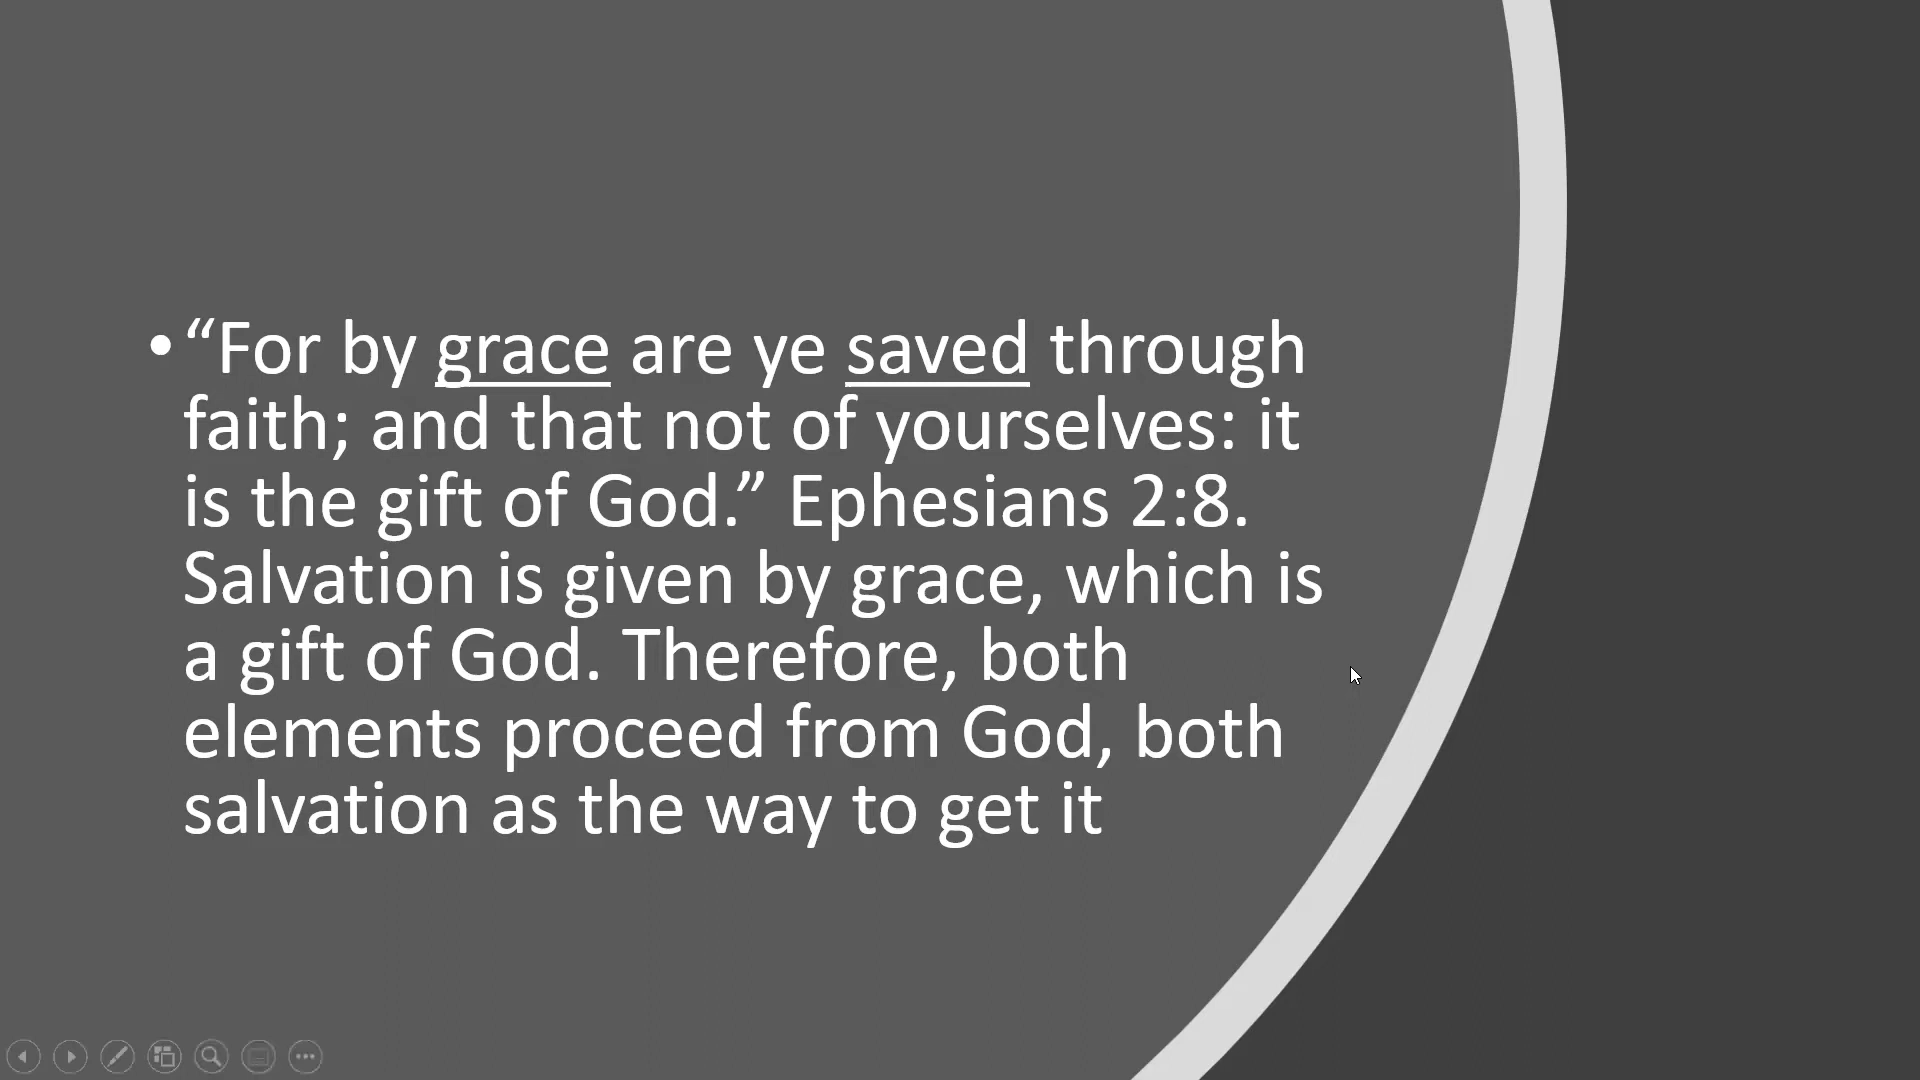 • “For by grace are ye saved through
faith; and that not of yourselves: it
is the gift of God.” Ephesians 2:8.
Salvation is given by grace, which is
a gift of God. Therefore, both
elements proceed from God, both
salvation as the way to get it